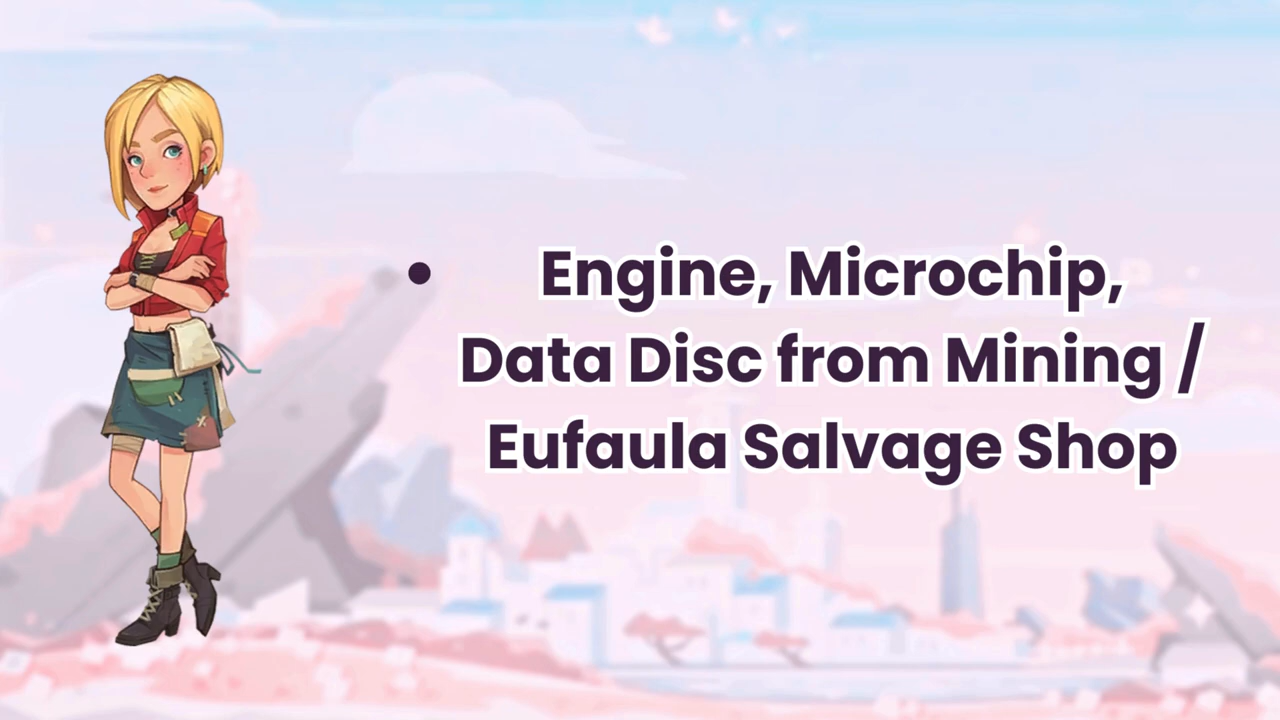 • Engine, Microchip,
Data Disc from Mining /
Eufaula Salvage Shop